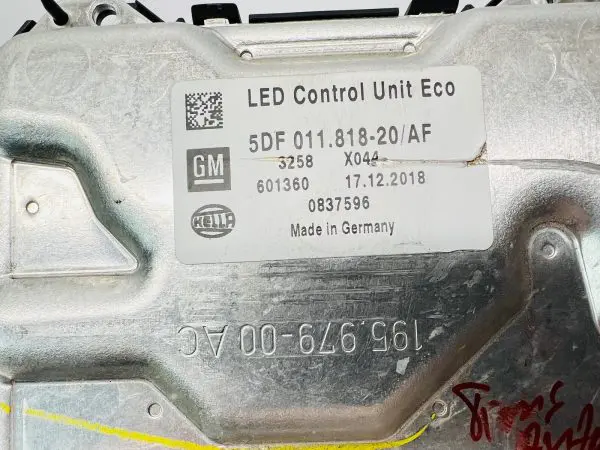 LED Control Unit Eco
5DF 011.818-20/AF
GM
3258 X044
601360 17.12.2018
HELLA
0837596
Made in Germany
195.979-00 AC